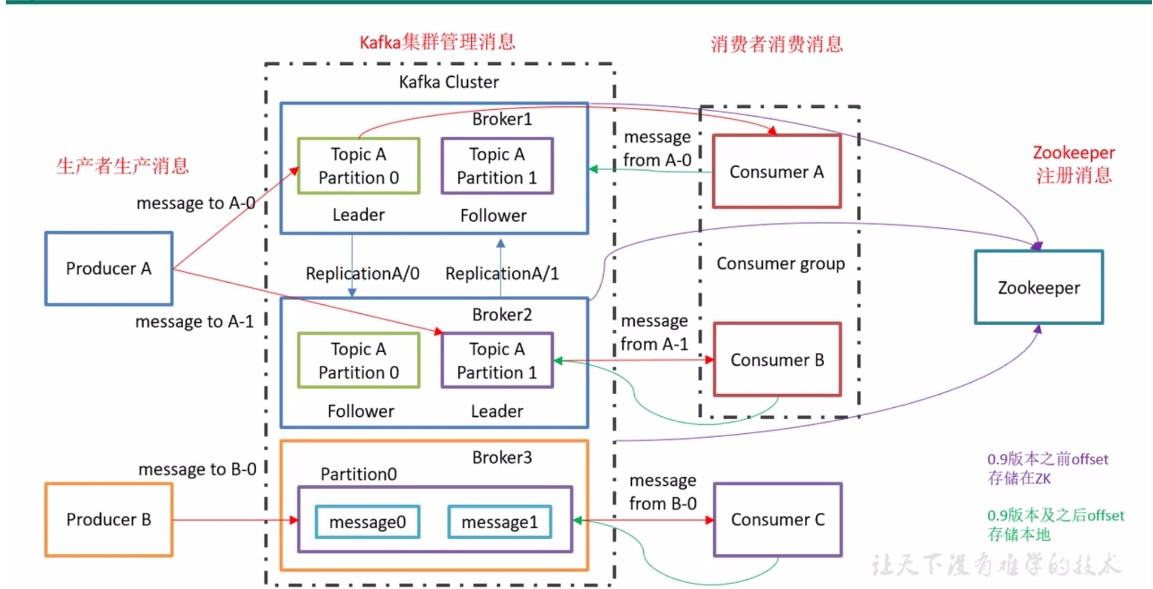 Kafka集群管理消息
消费者消费消息
Kafka Cluster
Broker1
Topic A
Partition 0
Topic A
Partition 1
Leader
Follower
生产者生产消息
message to A-0
Producer A
message to A-1
ReplicationA/0
ReplicationA/1
Broker2
Topic A
Partition 0
Topic A
Partition 1
Follower
Leader
message
from A-0
Consumer A
Consumer group
message
from A-1
Consumer B
Zookeeper
注册消息
Zookeeper
message to B-0
Producer B
Broker3
Partition0
message0
message1
message
from B-0
Consumer C
0.9版本之前offset
存储在ZK
0.9版本及之后offset
存储本地
让天下没有难学的技术